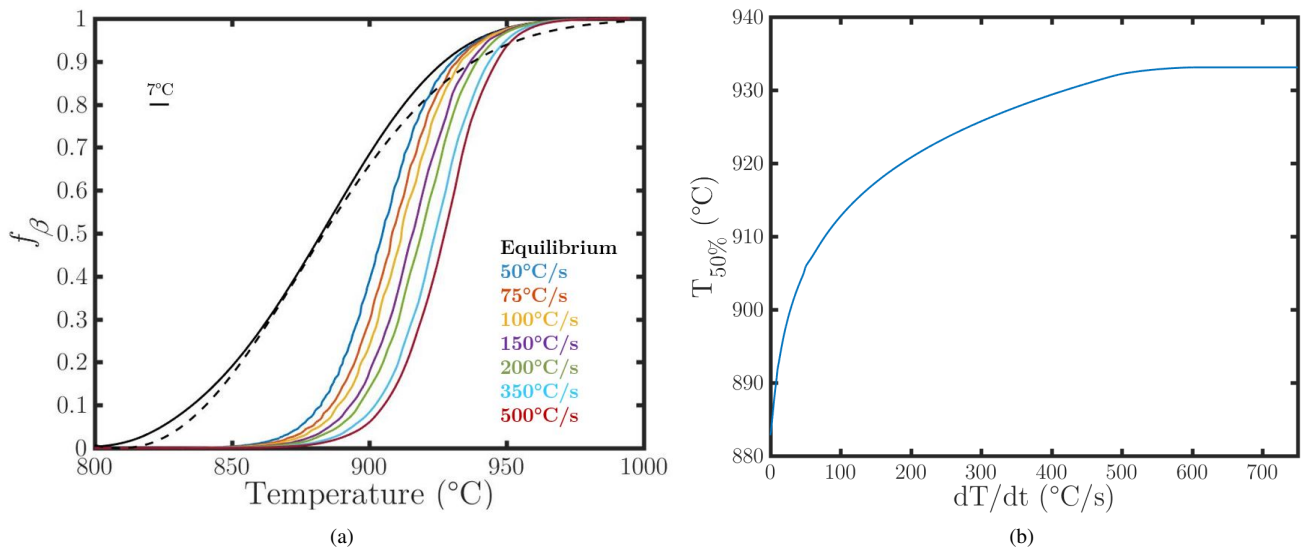 1
0.9
0.8
0.7
0.6
0.5
0.4
0.3
0.2
0.1
0
fβ
7°C
Equilibrium
50°C/s
75°C/s
100°C/s
150°C/s
200°C/s
350°C/s
500°C/s
800 850 900 950 1000
Temperature (°C)
(a)
940
930
920
910
900
890
880
T50% (°C)
0 100 200 300 400 500 600 700
dT/dt (°C/s)
(b)